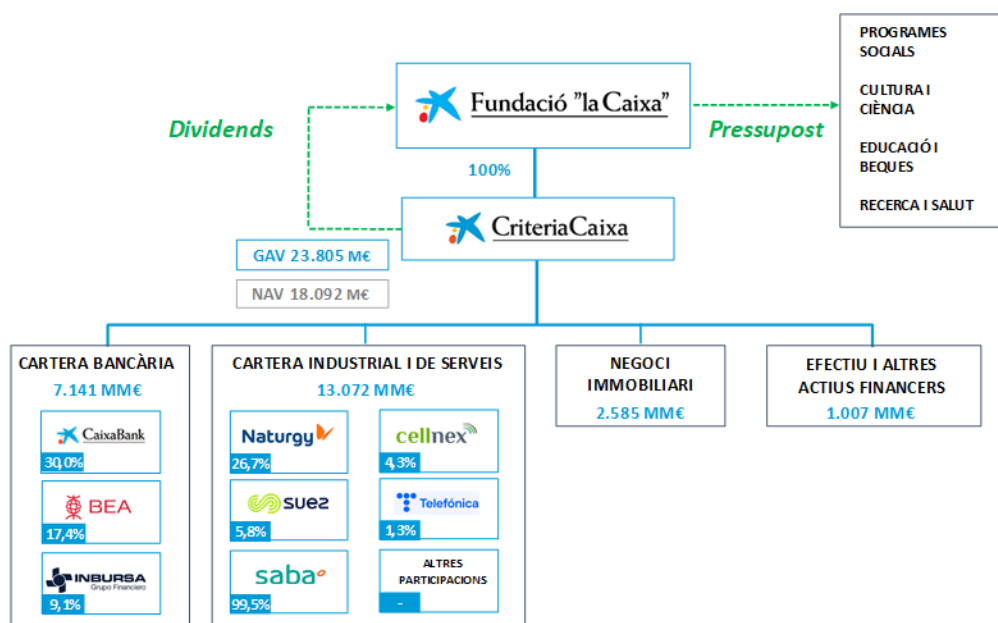 PROGRAMES
SOCIALS
CULTURA I
CIÈNCIA
EDUCACIÓ I
BEQUES
RECERCA I SALUT
Fundació "la Caixa"
Dividends
Pressupost
100%
CriteriaCaixa
GAV 23.805 M€
NAV 18.092 M€
CARTERA BANCÀRIA
7.141 MM€
CaixaBank
30,0%
BEA
17,4%
INBURSA
Grupo Financiero
9,1%
CARTERA INDUSTRIAL I DE SERVEIS
13.072 MM€
Naturgy
26,7%
cellnex
4,3%
suez
5,8%
Telefónica
1,3%
saba
99,5%
ALTRES
PARTICIPACIONS
-
NEGOCI
IMMOBILIARI
2.585 MM€
EFECTIU I ALTRES
ACTIUS FINANCERS
1.007 MM€